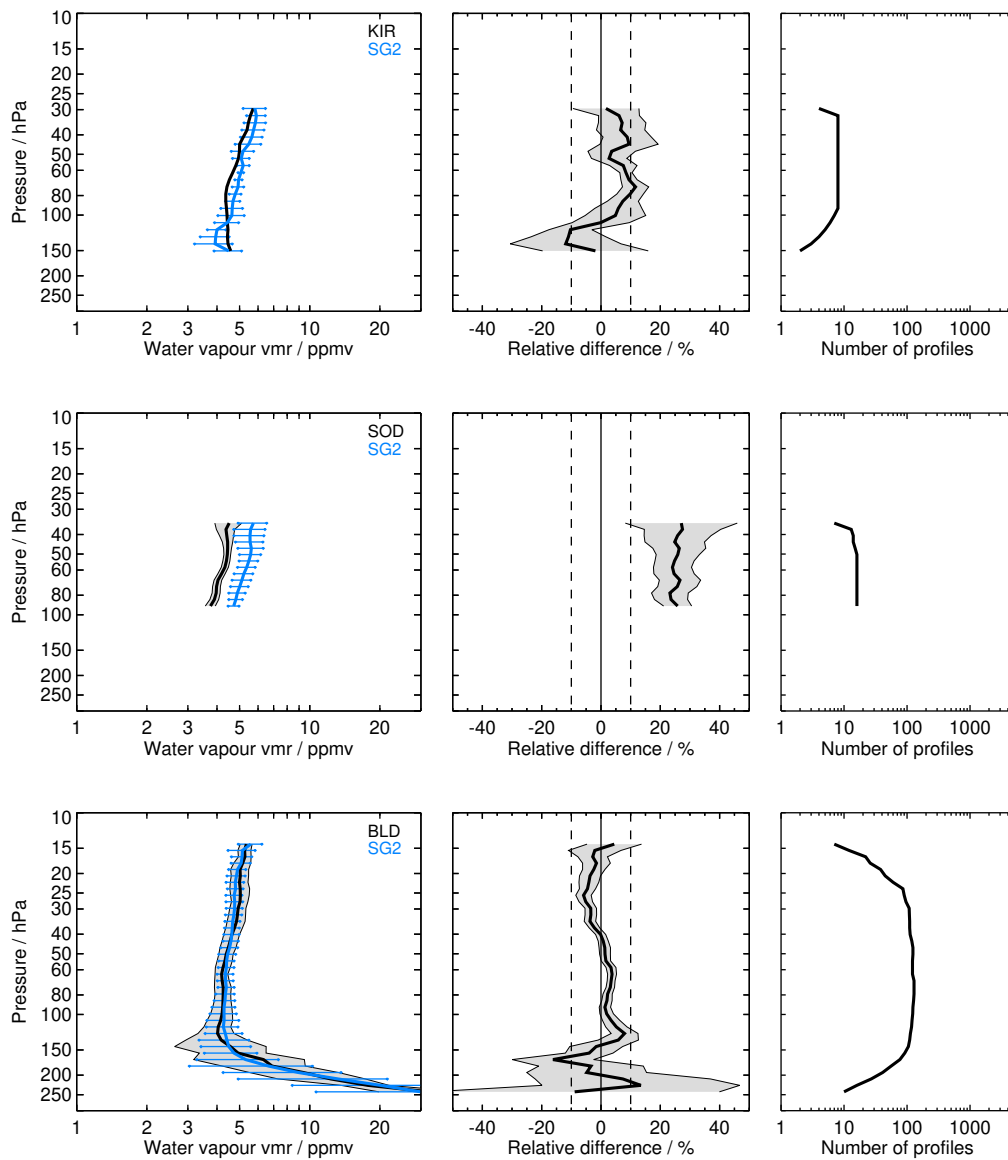 KIR
SG2
10
15
20
25
30
40
50
60
80
100
150
200
250
Pressure / hPa
1 2 3 5 10 20
Water vapour vmr / ppmv
-40 -20 0 20 40
Relative difference / %
1 10 100 1000
Number of profiles
SOD
SG2
10
15
20
25
30
40
50
60
80
100
150
200
250
Pressure / hPa
1 2 3 5 10 20
Water vapour vmr / ppmv
-40 -20 0 20 40
Relative difference / %
1 10 100 1000
Number of profiles
BLD
SG2
10
15
20
25
30
40
50
60
80
100
150
200
250
Pressure / hPa
1 2 3 5 10 20
Water vapour vmr / ppmv
-40 -20 0 20 40
Relative difference / %
1 10 100 1000
Number of profiles